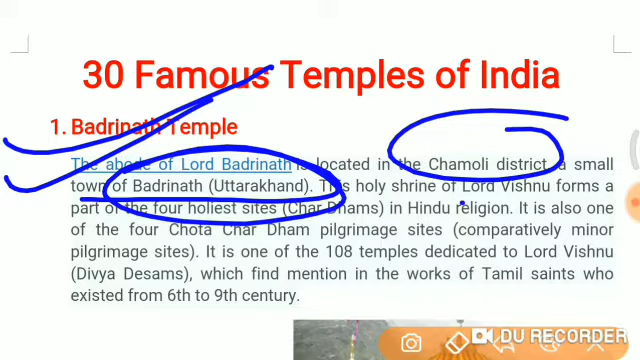 30 Famous Temples of India
1. Badrinath Temple
The abode of Lord Badrinath is located in the Chamoli district, a small
town of Badrinath (Uttarakhand). This holy shrine of Lord Vishnu forms a
part of the four holiest sites (Char Dhams) in Hindu religion. It is also one
of the four Chota Char Dham pilgrimage sites (comparatively minor
pilgrimage sites). It is one of the 108 temples dedicated to Lord Vishnu
(Divya Desams), which find mention in the works of Tamil saints who
existed from 6th to 9th century.
DU RECORDER